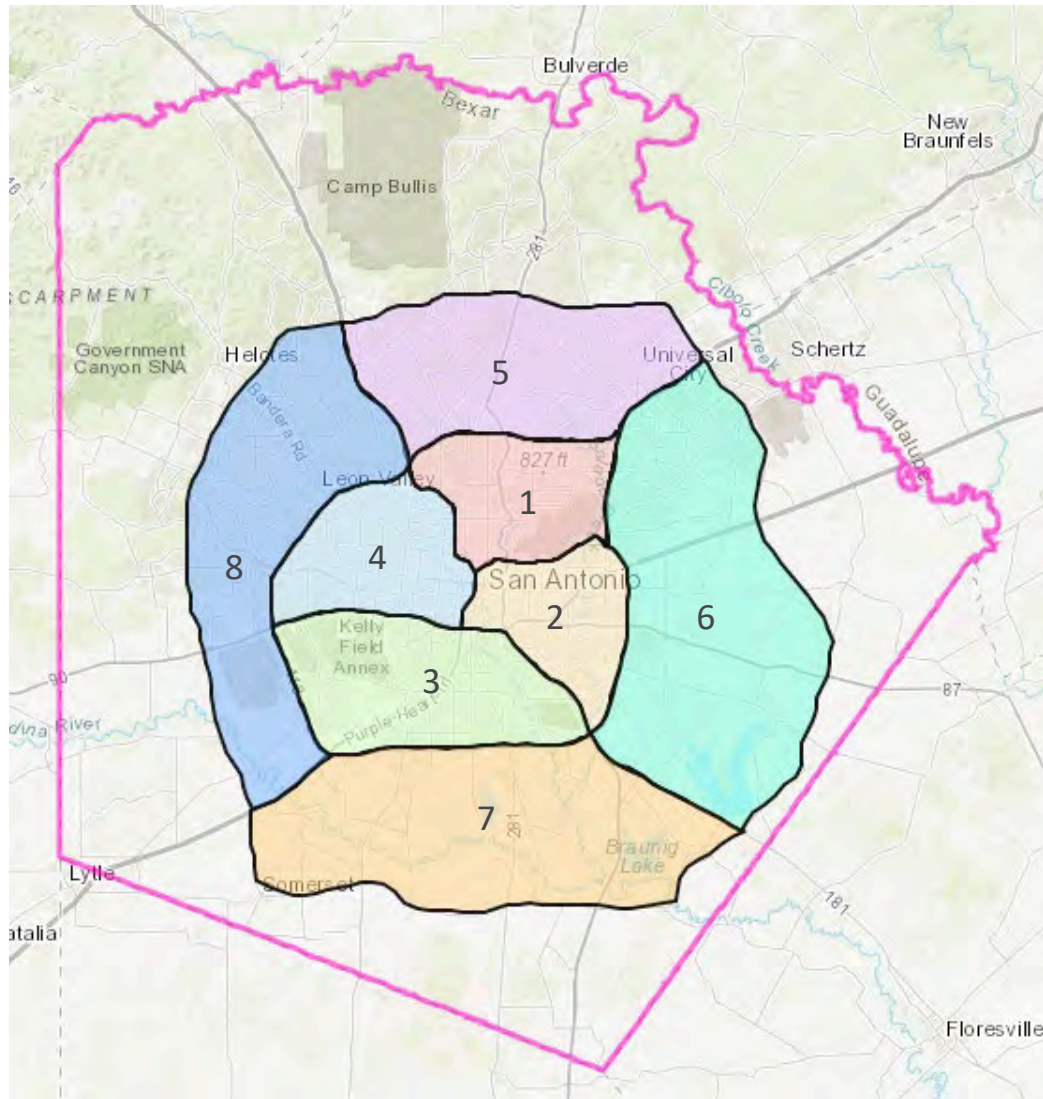 Bulverde
Bexar
New
Braunfels
Camp Bullis
281
CARPMENT
Cibolo Creek
Government
Canyon SNA
Helotes
Universal
City
Schertz
5
Guadalupe
Bandera Rd
Leon Valley
827 ft
1
4
8
San Antonio
2
6
Kelly
Field
Annex
3
90
87
dina River
Purple-Heart
7
281
Braunig
Lake
Lytle
Somerset
181
atalia
Floresville